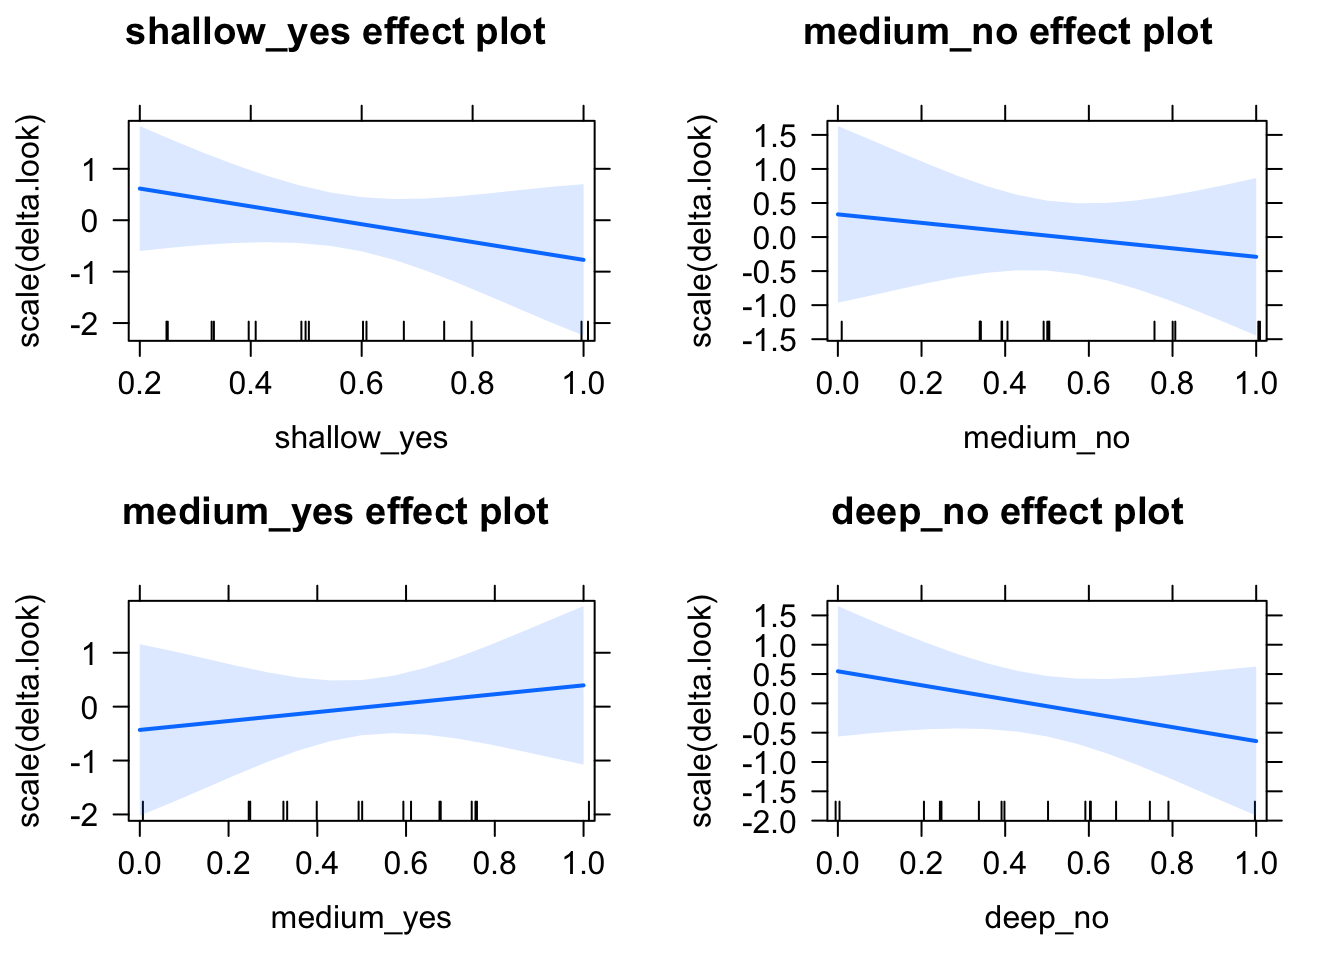 shallow_yes effect plot
scale(delta.look)
1
0
-1
-2
0.2 0.4 0.6 0.8 1.0
shallow_yes
medium_no effect plot
scale(delta.look)
1.5
1.0
0.5
0.0
-0.5
-1.0
-1.5
0.0 0.2 0.4 0.6 0.8 1.0
medium_no
medium_yes effect plot
scale(delta.look)
1
0
-1
-2
0.0 0.2 0.4 0.6 0.8 1.0
medium_yes
deep_no effect plot
scale(delta.look)
1.5
1.0
0.5
0.0
-0.5
-1.0
-1.5
-2.0
0.0 0.2 0.4 0.6 0.8 1.0
deep_no